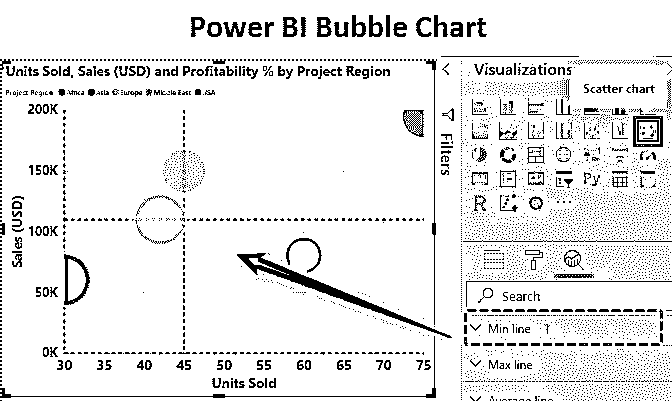 Power BI Bubble Chart
Units Sold, Sales (USD) and Profitability % by Project Region
Project Region Africa Asia Europe Middle East USA
200K
150K
100K
50K
0K
Sales (USD)
30 35 40 45 50 55 60 65 70 75
Units Sold
Filters
Visualizations
Scatter chart
R
Py
...
Search
Min line 1
Max line
Average line